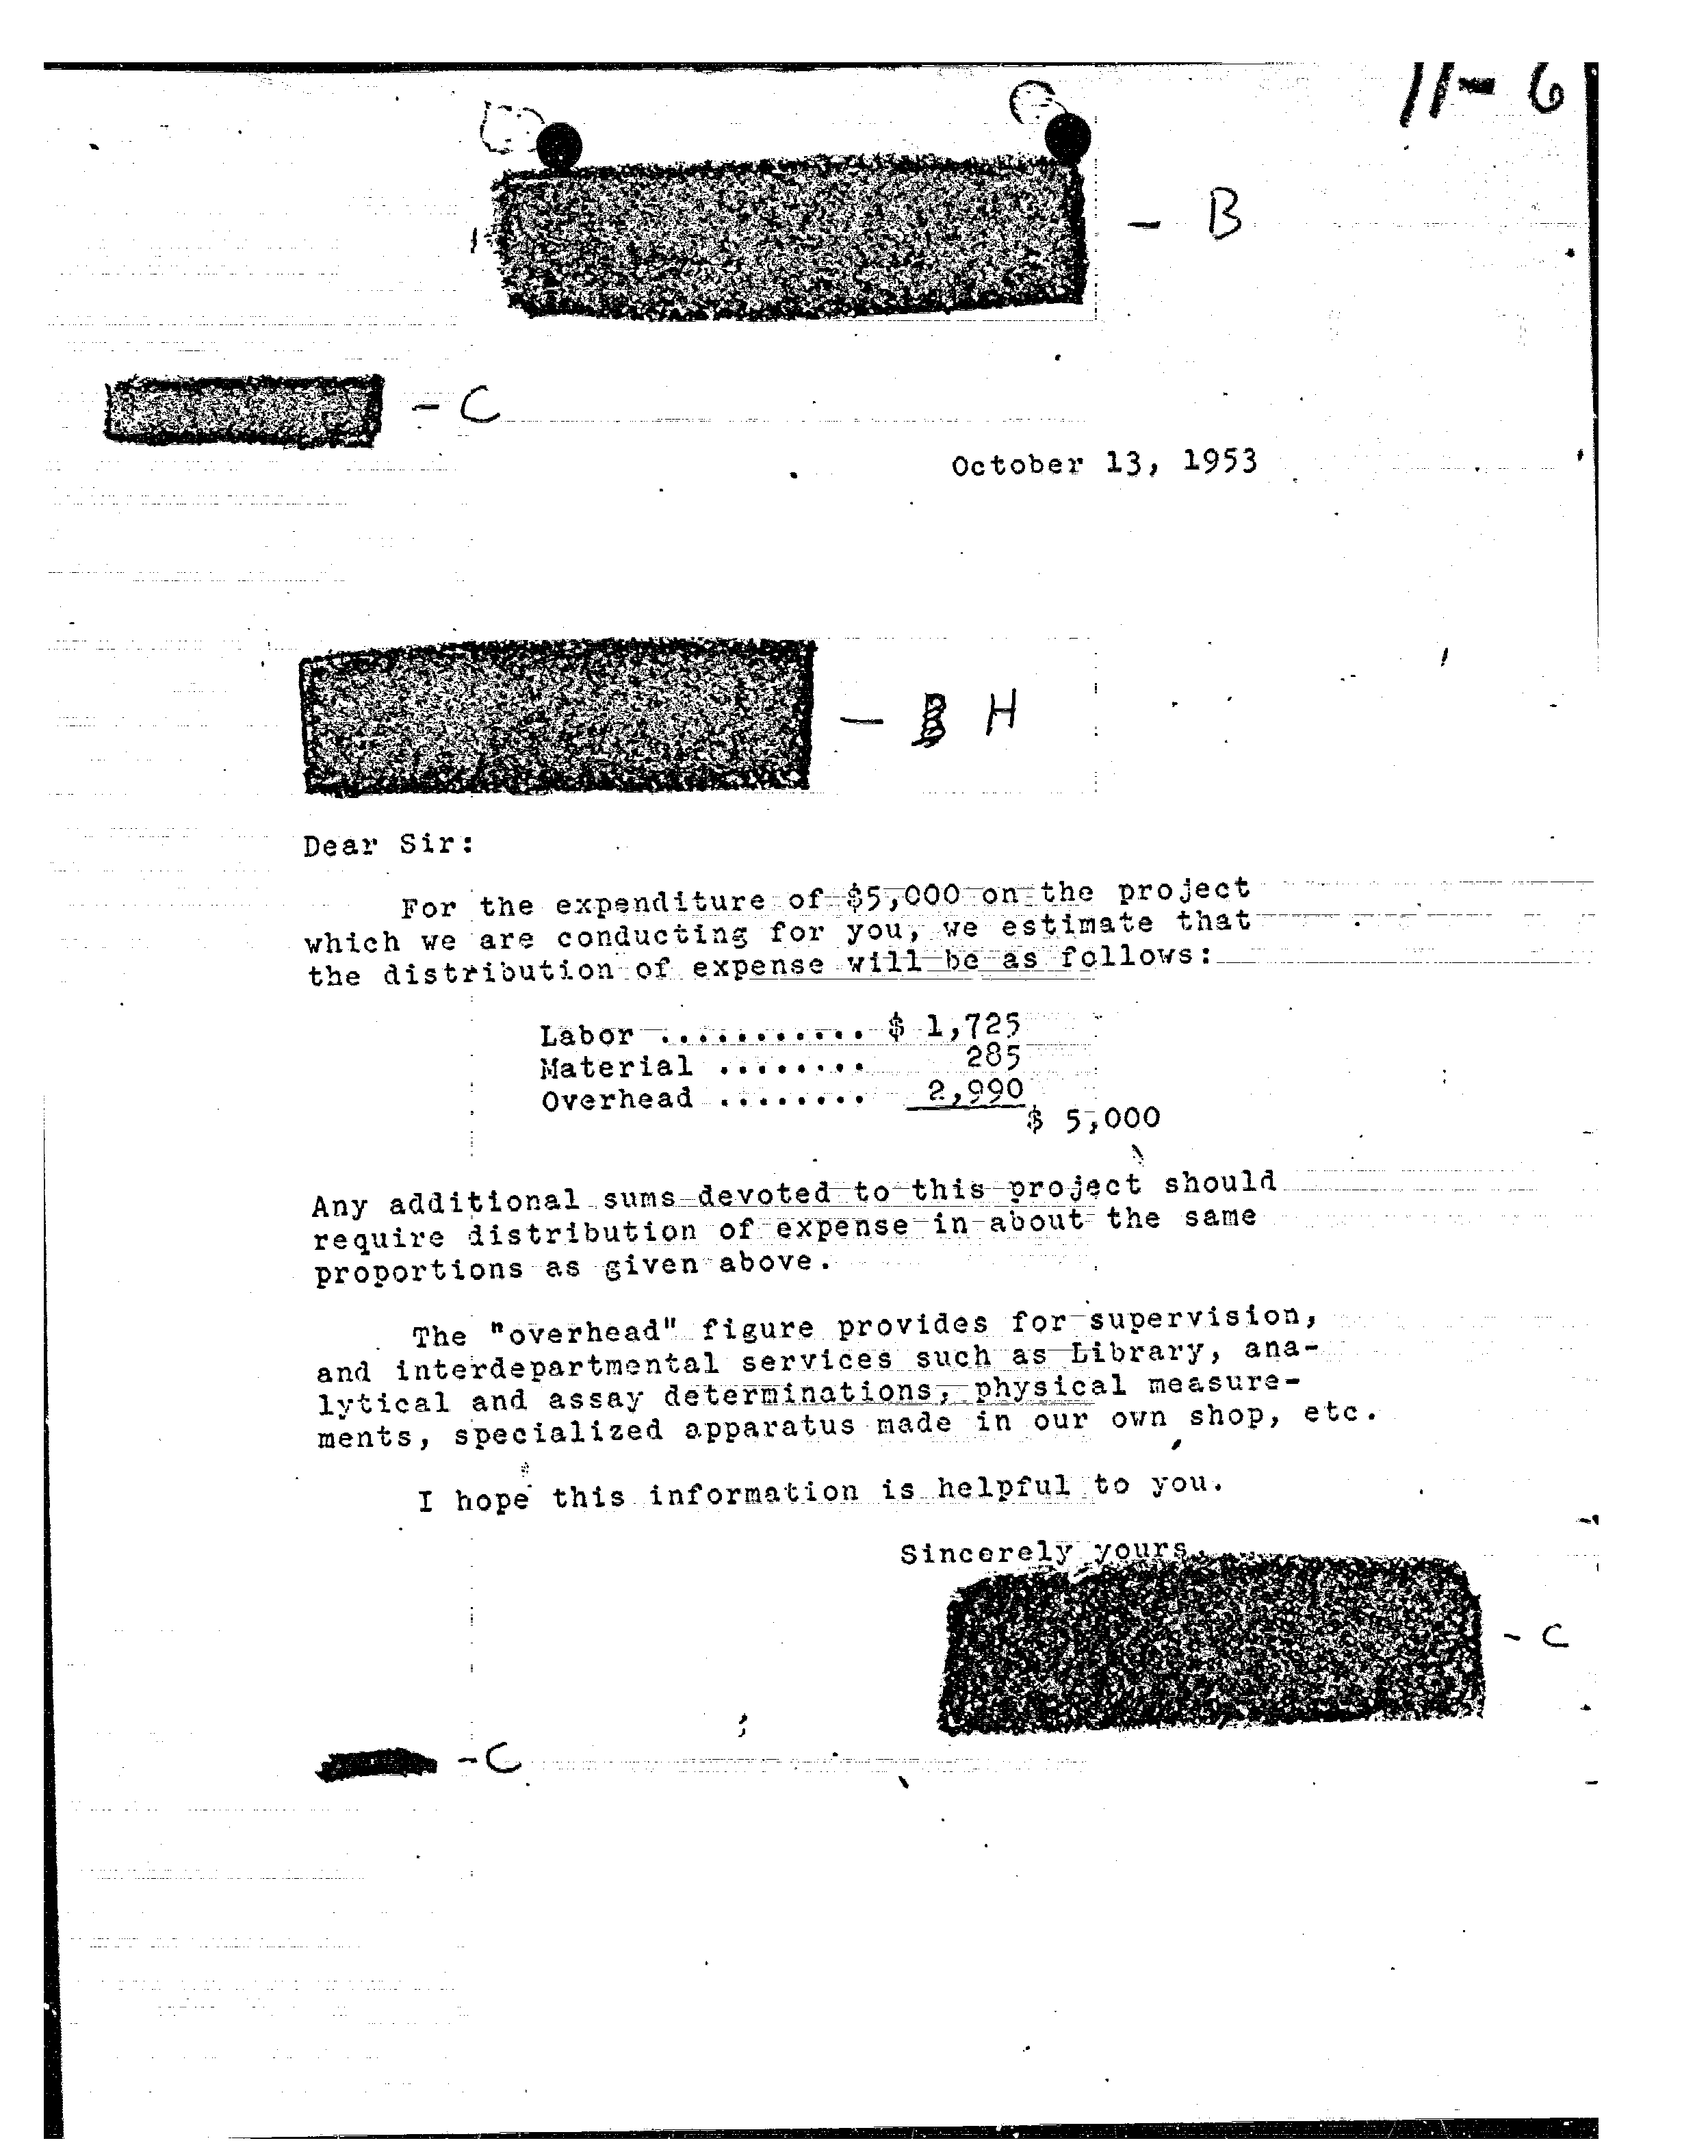 11-6
- B
- C
October 13, 1953
- H
Dear Sir:
For the expenditure of $5,000 on the project
which we are conducting for you, we estimate that
the distribution of expense will be as follows:
Labor ........... $ 1,725
Material ........ 285
Overhead ........ 2,990
$ 5,000
Any additional sums devoted to this project should
require distribution of expense in about the same
proportions as given above.
The "overhead" figure provides for supervision,
and interdepartmental services such as Library, ana-
lytical and assay determinations, physical measure-
ments, specialized apparatus made in our own shop, etc.
I hope this information is helpful to you.
Sincerely yours,
- C
- C